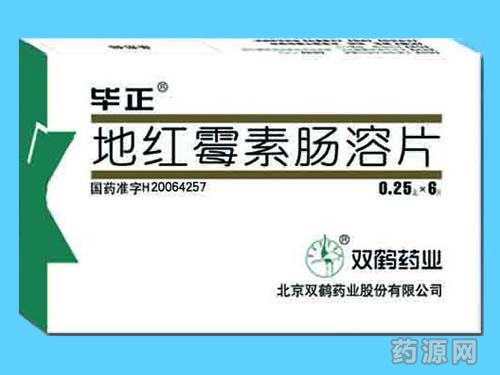 毕正®
地红霉素肠溶片
国药准字H20064257
0.25g×6片
®
双鹤药业
北京双鹤药业股份有限公司
药源网